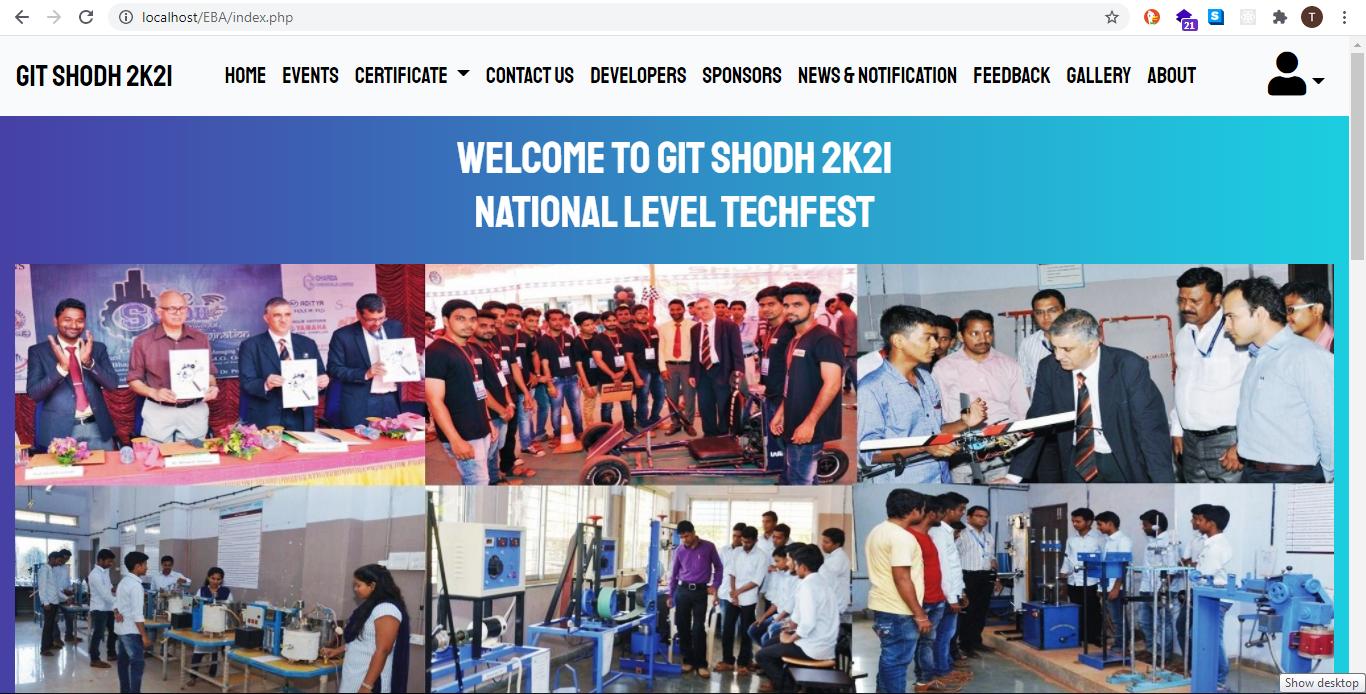 localhost/EBA/index.php
21
S
T
GIT SHODH 2K21 HOME EVENTS CERTIFICATE CONTACT US DEVELOPERS SPONSORS NEWS & NOTIFICATION FEEDBACK GALLERY ABOUT
WELCOME TO GIT SHODH 2K21
NATIONAL LEVEL TECHFEST
ADITYA
YAMAHA
Show desktop